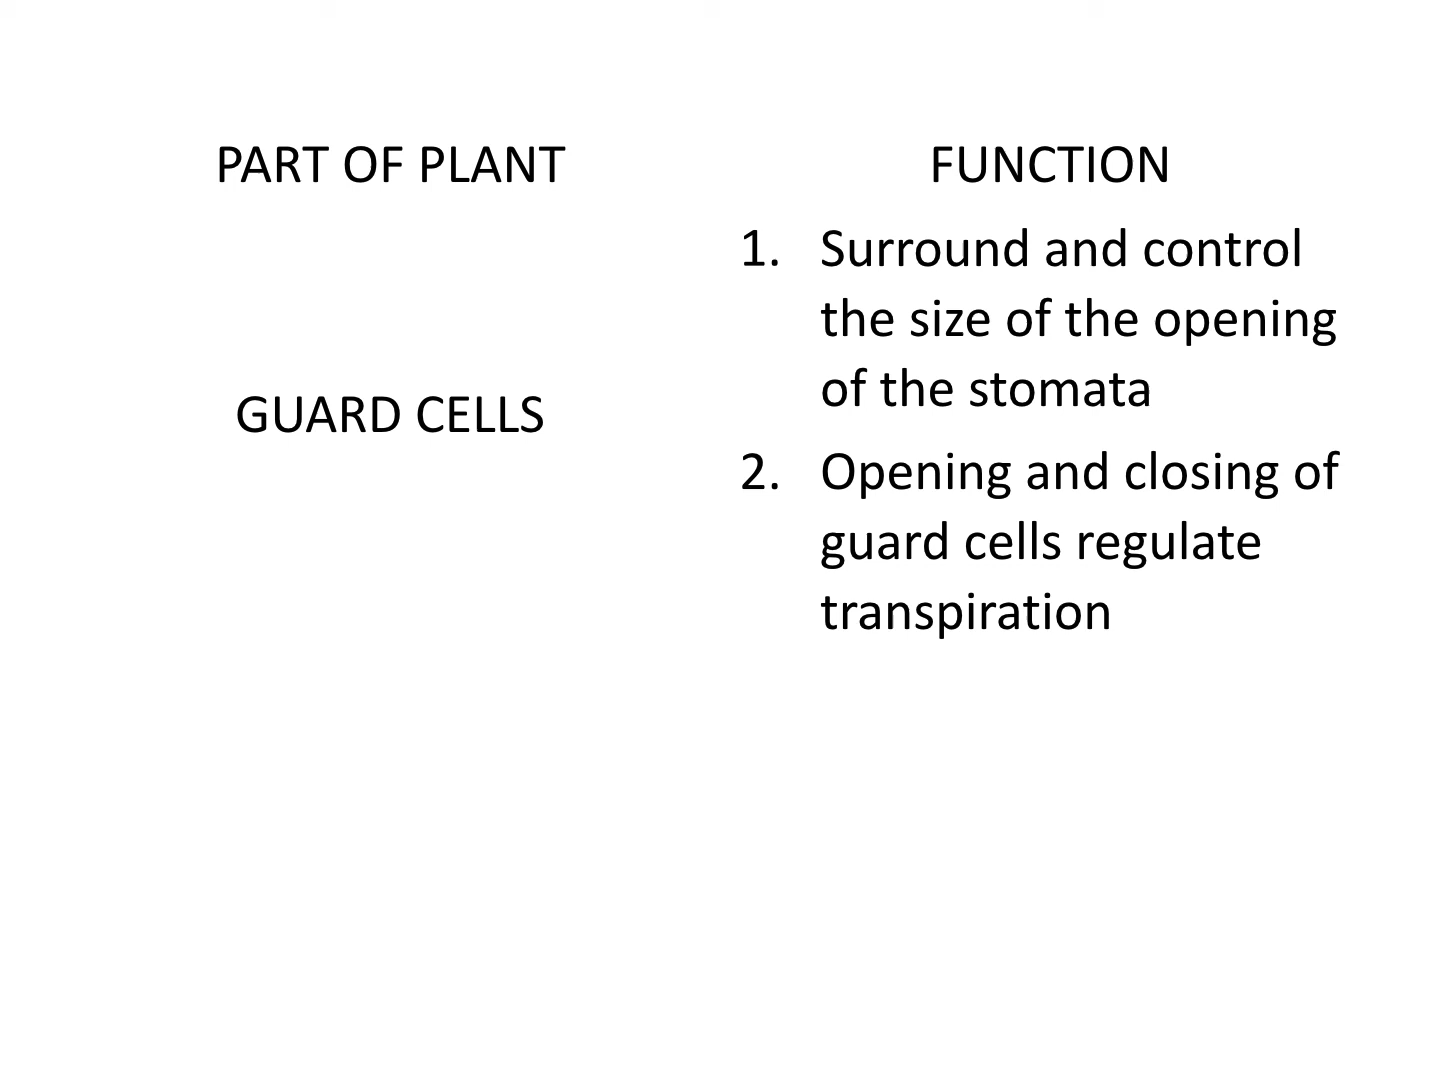 PART OF PLANT
GUARD CELLS
FUNCTION
1. Surround and control
the size of the opening
of the stomata
2. Opening and closing of
guard cells regulate
transpiration